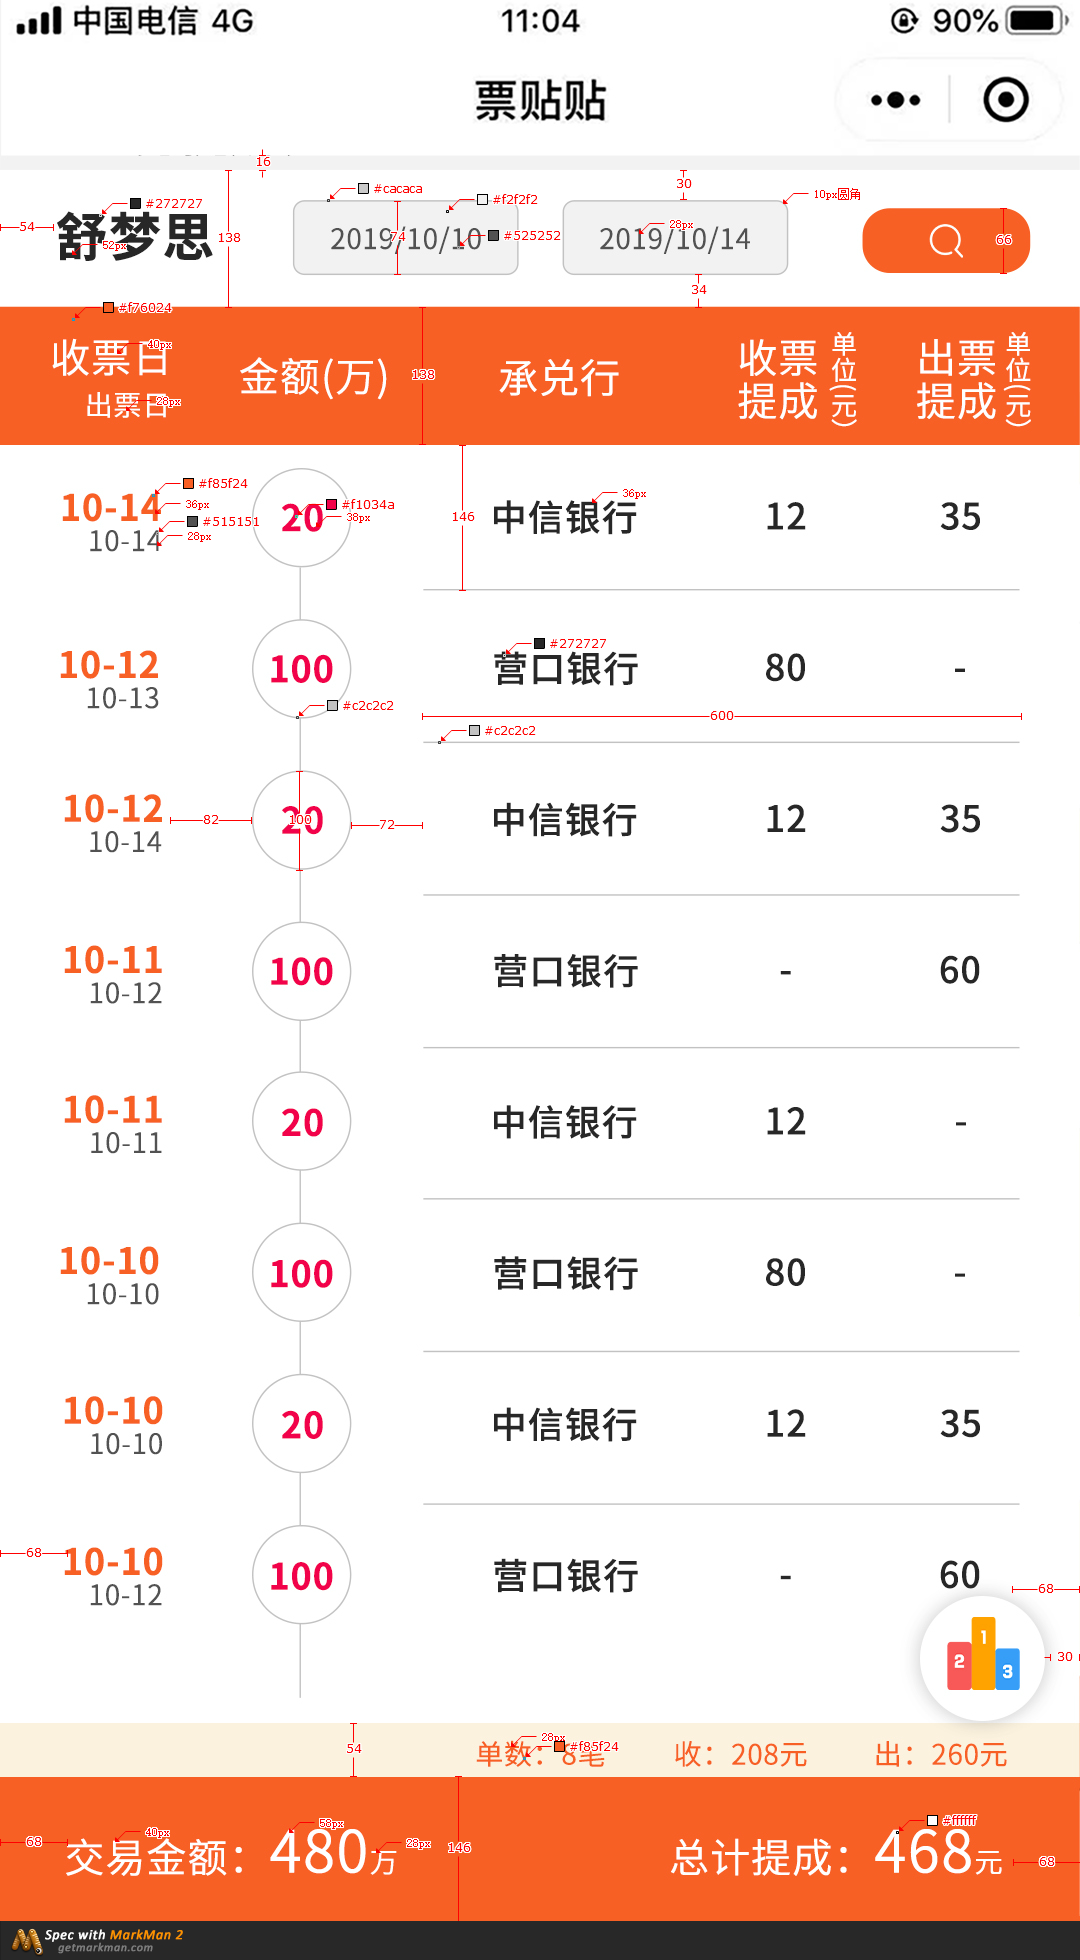 中国电信 4G 11:04 90%
票贴贴
16
#cacaca 30
#272727 #f2f2f2 10px圆角
54 舒梦思 52px 138 2019/10/10 74 #525252 2019/10/14 28px 66
34
#f76024
收票日 40px 金额(万) 138 承兑行 收票提成 单位(元) 出票提成 单位(元)
出票日 28px
#f85f24
10-14 36px 20 #f1034a 38px 146 中信银行 36px 12 35
#515151
10-14 28px
#272727
10-12 100 营口银行 80 -
10-13
#c2c2c2 600
#c2c2c2
10-12 82 20 100 72 中信银行 12 35
10-14
10-11 100 营口银行 - 60
10-12
10-11 20 中信银行 12 -
10-11
10-10 100 营口银行 80 -
10-10
10-10 20 中信银行 12 35
10-10
68 10-10 100 营口银行 - 60
10-12 68
1 2 3 30
54 单数：8笔 28px #f85f24 收：208元 出：260元
68 交易金额：480万 40px 58px 28px 146 总计提成：468元 #ffffff 68
Spec with MarkMan 2
getmarkman.com